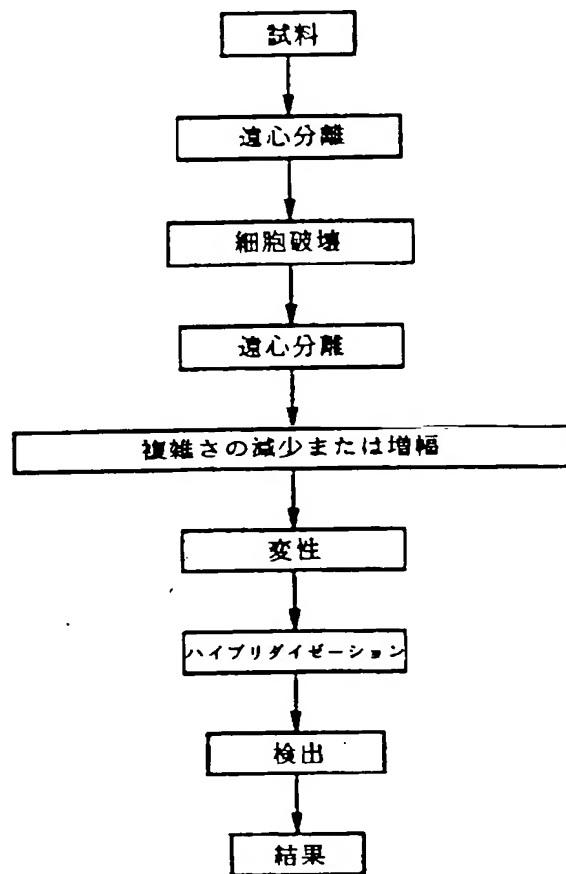 試料
遠心分離
細胞破壊
遠心分離
複雑さの減少または増幅
変性
ハイブリダイゼーション
検出
結果